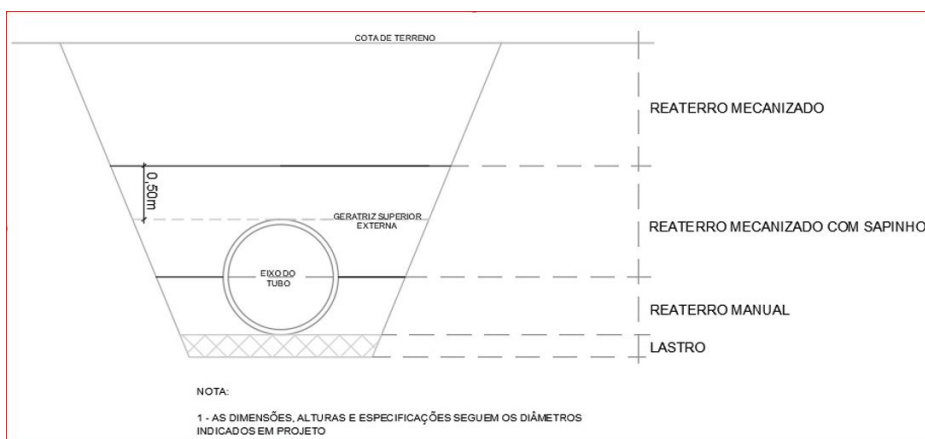 COTA DE TERRENO
REATERRO MECANIZADO
0,50m
GERATRIZ SUPERIOR
EXTERNA
REATERRO MECANIZADO COM SAPINHO
EIXO DO
TUBO
REATERRO MANUAL
LASTRO
NOTA:
1 - AS DIMENSÕES, ALTURAS E ESPECIFICAÇÕES SEGUEM OS DIÂMETROS
INDICADOS EM PROJETO